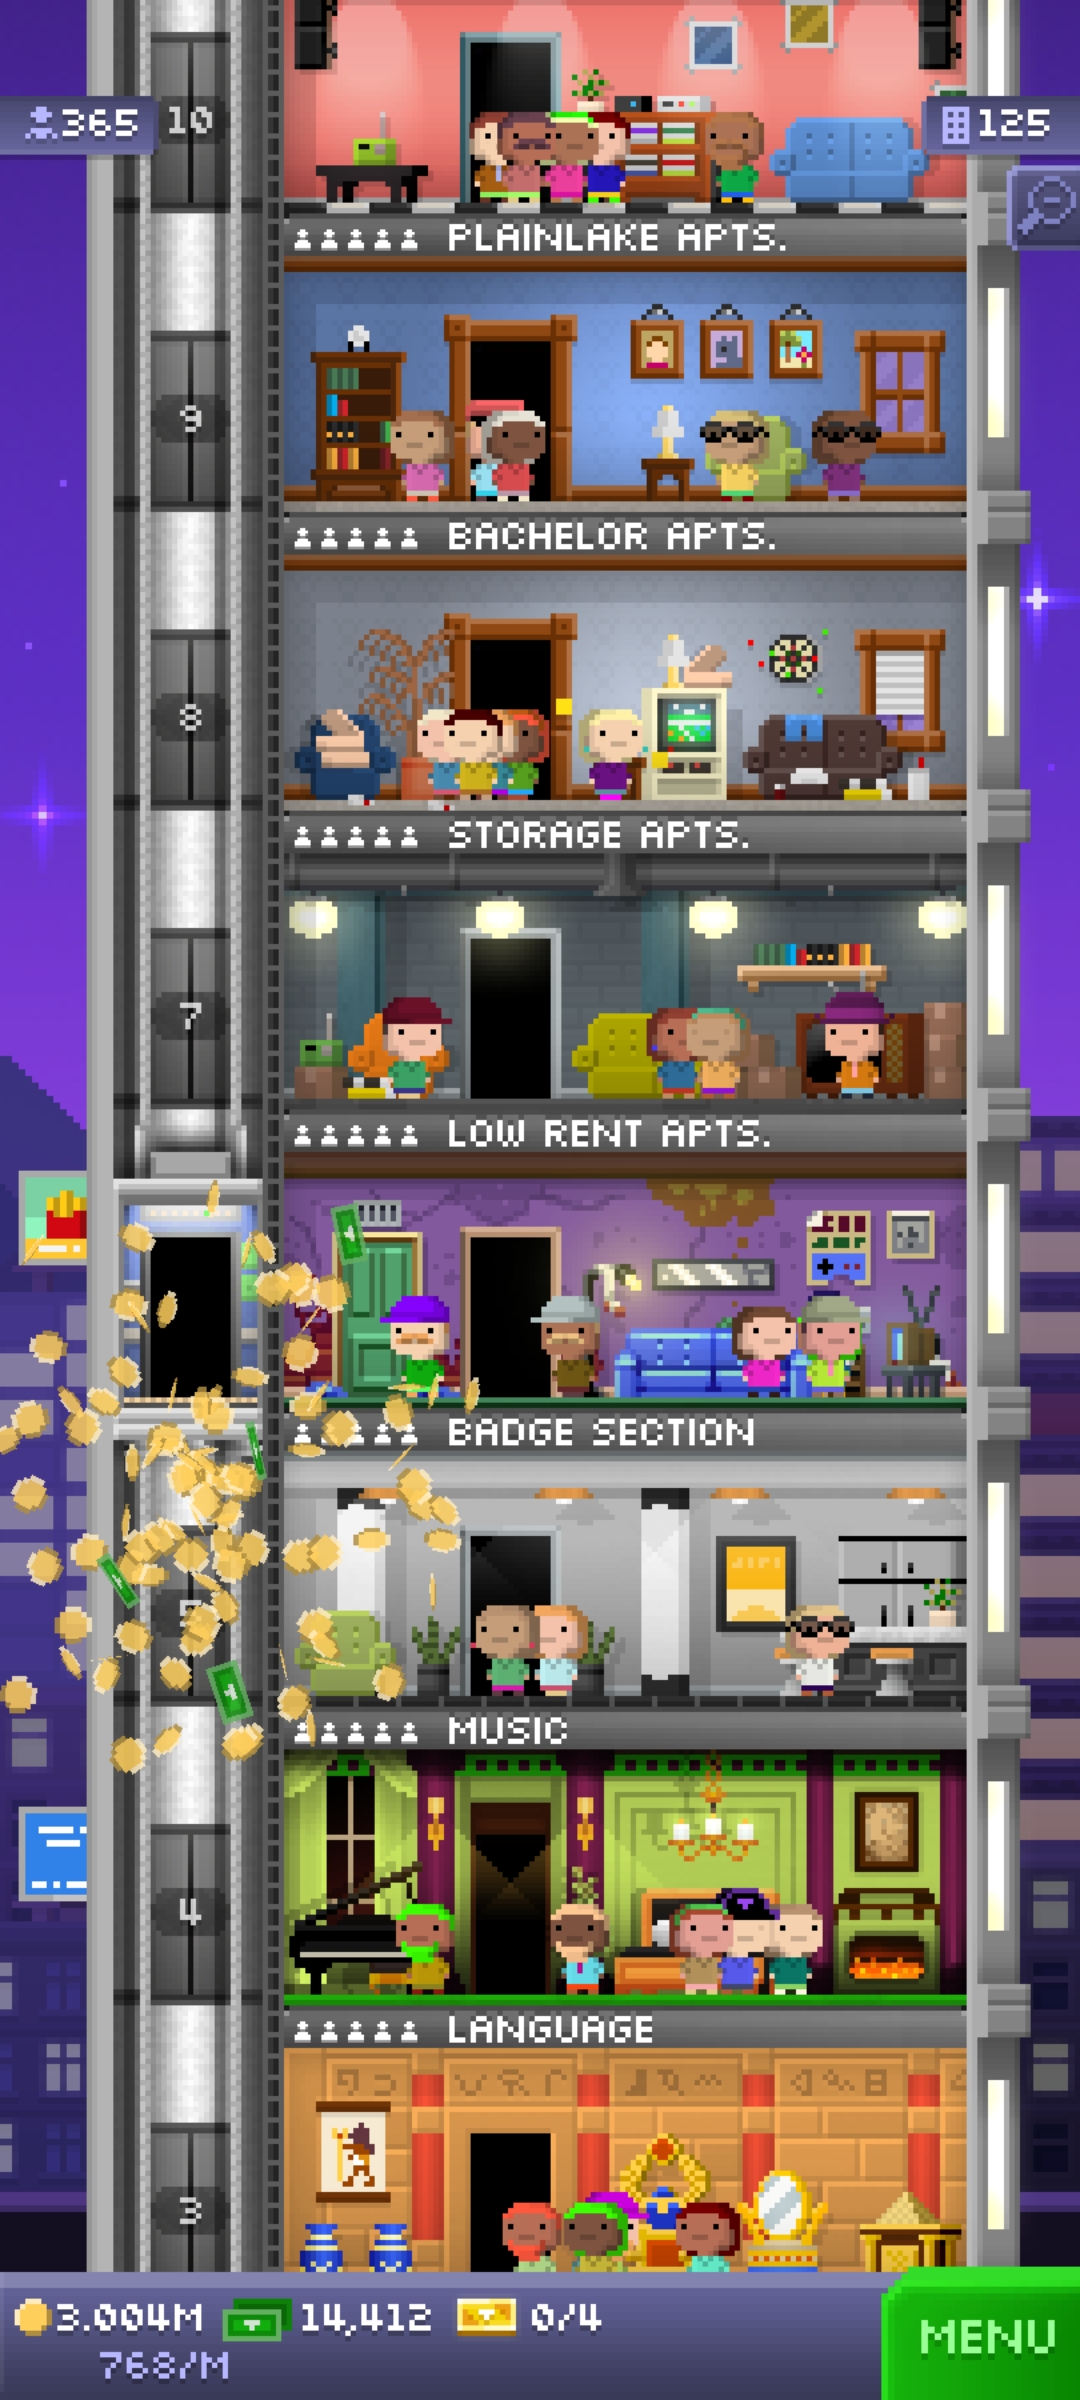 365
10
125
PLAINLAKE APTS.
9
BACHELOR APTS.
8
STORAGE APTS.
7
LOW RENT APTS.
BADGE SECTION
MUSIC
4
LANGUAGE
3
3.004M 14,412 0/4
768/M
MENU